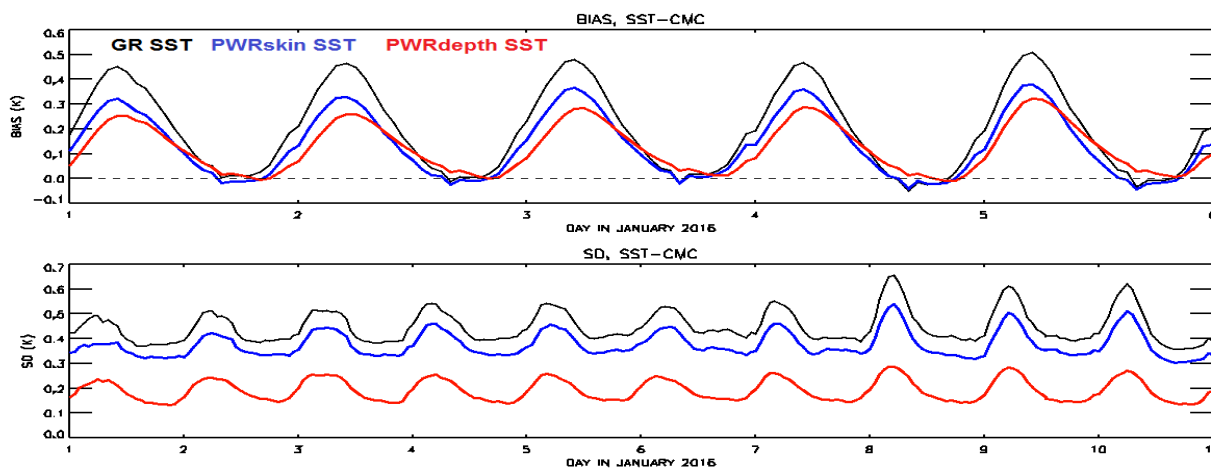 BIAS, SST-CMC
GR SST PWRskin SST PWRdepth SST
0.6
0.5
0.4
0.3
0.2
0.1
0.0
-0.1
BIAS (K)
1 2 3 4 5
DAY IN JANUARY 2016
SD, SST-CMC
0.7
0.6
0.5
0.4
0.3
0.2
0.1
0.0
SD (K)
1 2 3 4 5 6 7 8 9 10
DAY IN JANUARY 2016